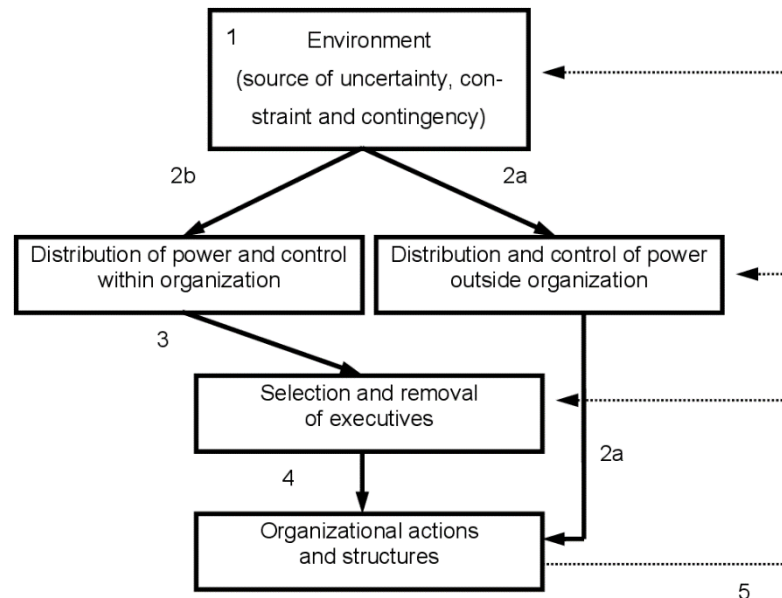 1
Environment
(source of uncertainty, con-
straint and contingency)
2b
2a
Distribution of power and control
within organization
Distribution and control of power
outside organization
3
Selection and removal
of executives
2a
4
Organizational actions
and structures
5